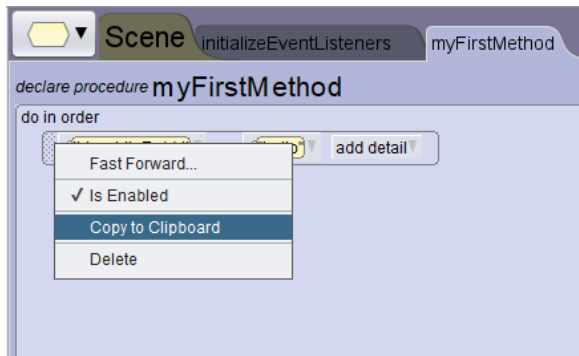 Scene initializeEventListeners myFirstMethod
declare procedure myFirstMethod
do in order
add detail
Fast Forward...
✓ Is Enabled
Copy to Clipboard
Delete